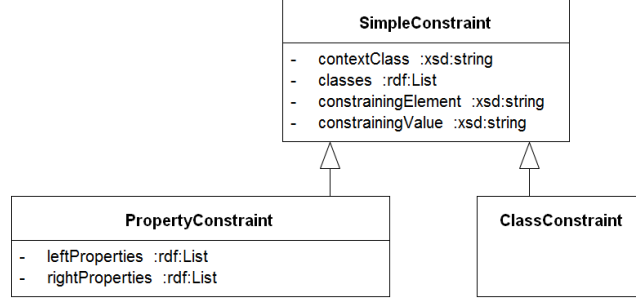 SimpleConstraint
- contextClass :xsd:string
- classes :rdf:List
- constrainingElement :xsd:string
- constrainingValue :xsd:string
PropertyConstraint
- leftProperties :rdf:List
- rightProperties :rdf:List
ClassConstraint